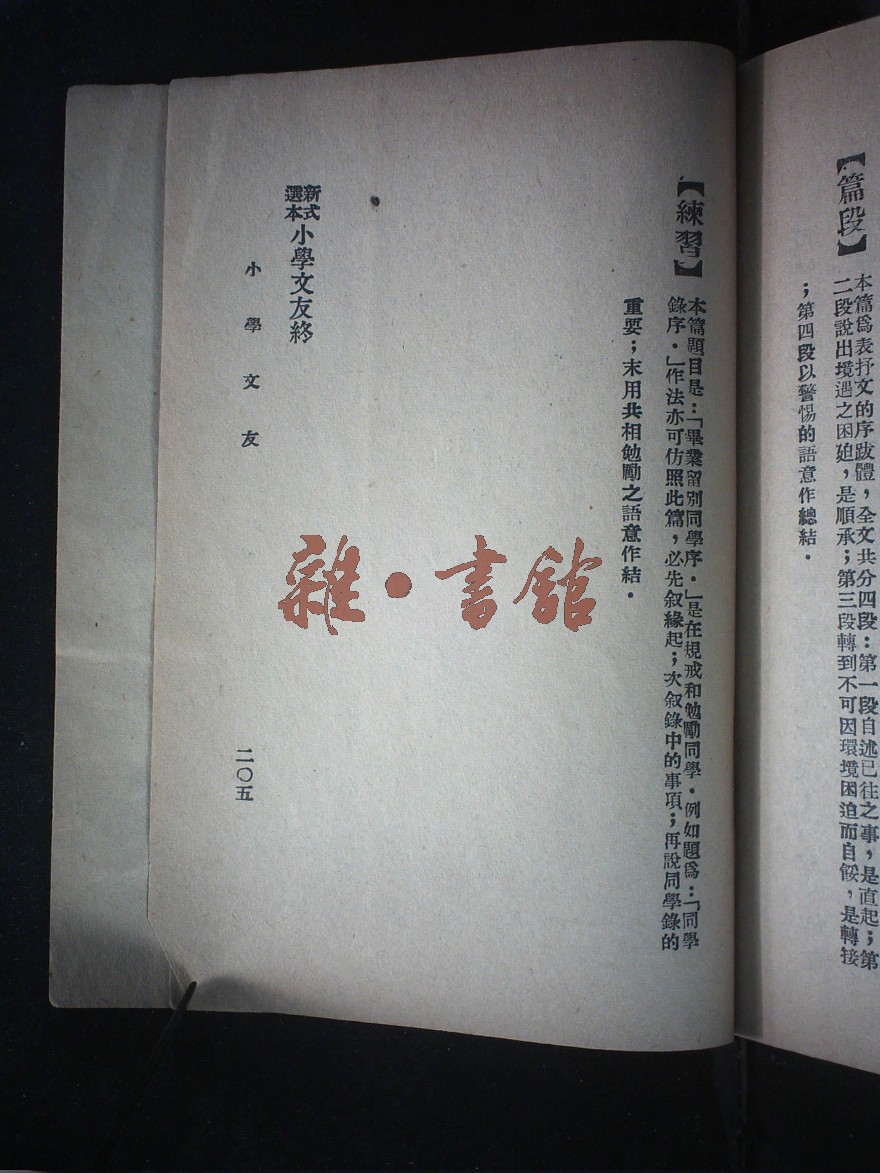 【篇段】
本篇爲表抒文的序跋體，全文共分四段：第一段自述已往之事，是直起；第
二段說出境遇之困廹，是順承；第三段轉到不可因環境困迫而自餒，是轉接
；第四段以警惕的語意作總結．
【練習】
本篇題目是：「畢業留別同學序．」是在規戒和勉勵同學．例如題爲：「同學
錄序．」作法亦可仿照此篇，必先叙緣起；次叙錄中的事項；再說同學錄的
重要；末用共相勉勵之語意作結．
新式選本小學文友終
小學文友
二〇五
雜·書館